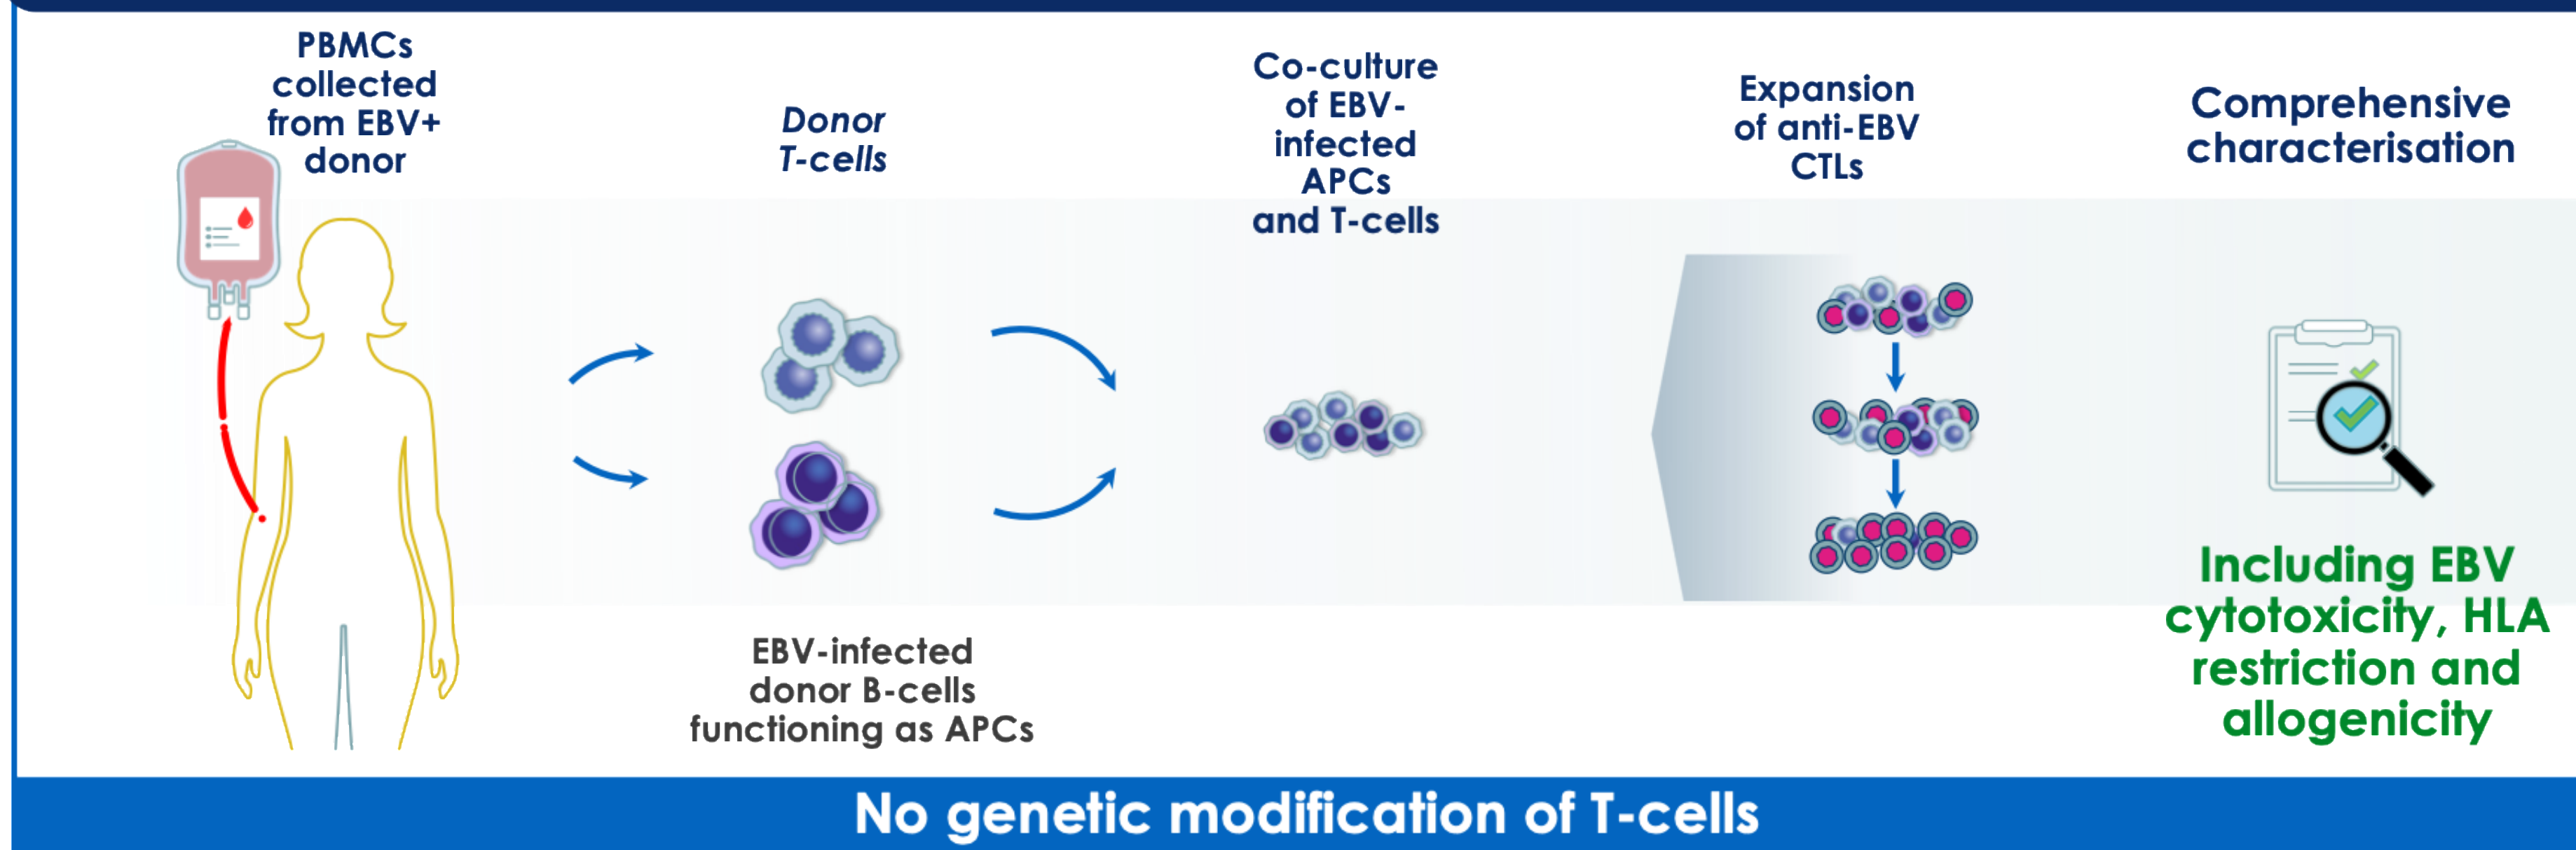 PBMCs
collected
from EBV+
donor
Donor
T-cells
Co-culture
of EBV-
infected
APCs
and T-cells
Expansion
of anti-EBV
CTLs
Comprehensive
characterisation
EBV-infected
donor B-cells
functioning as APCs
Including EBV
cytotoxicity, HLA
restriction and
allogenicity
No genetic modification of T-cells